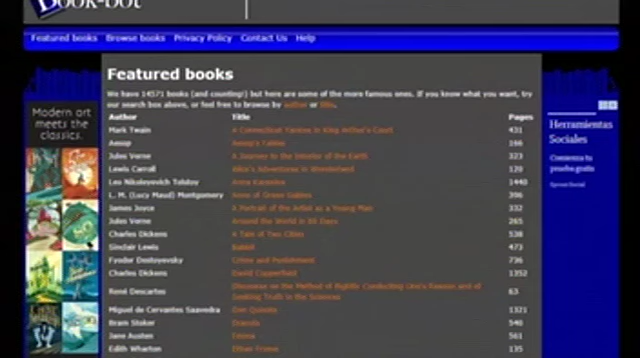 Book-bot
Featured books Browse books Privacy Policy Contact Us Help
Featured books
We have 14571 books (and counting!) but here are some of the more famous ones. If you know what you want, try
our search box above, or feel free to browse by author or title.
Author Title Pages
Mark Twain A Connecticut Yankee in King Arthur's Court 431
Aesop Aesop's Fables 166
Jules Verne A Journey to the Interior of the Earth 323
Lewis Carroll Alice's Adventures in Wonderland 120
Leo Nikoleyevich Tolstoy Anna Karenina 1440
L. M. (Lucy Maud) Montgomery Anne of Green Gables 396
James Joyce A Portrait of the Artist as a Young Man 332
Jules Verne Around the World in 80 Days 265
Charles Dickens A Tale of Two Cities 538
Sinclair Lewis Babbitt 473
Fyodor Dostoyevsky Crime and Punishment 736
Charles Dickens David Copperfield 1352
René Descartes Discourse on the Method of Rightly Conducting One's Reason and of
Seeking Truth in the Sciences 63
Miguel de Cervantes Saavedra Don Quixote 1321
Bram Stoker Dracula 540
Jane Austen Emma 561
Edith Wharton Ethan Frome 135
Modern art
meets the
classics.
Herramientas
Sociales
Comienza tu
prueba gratis
Sprout Social